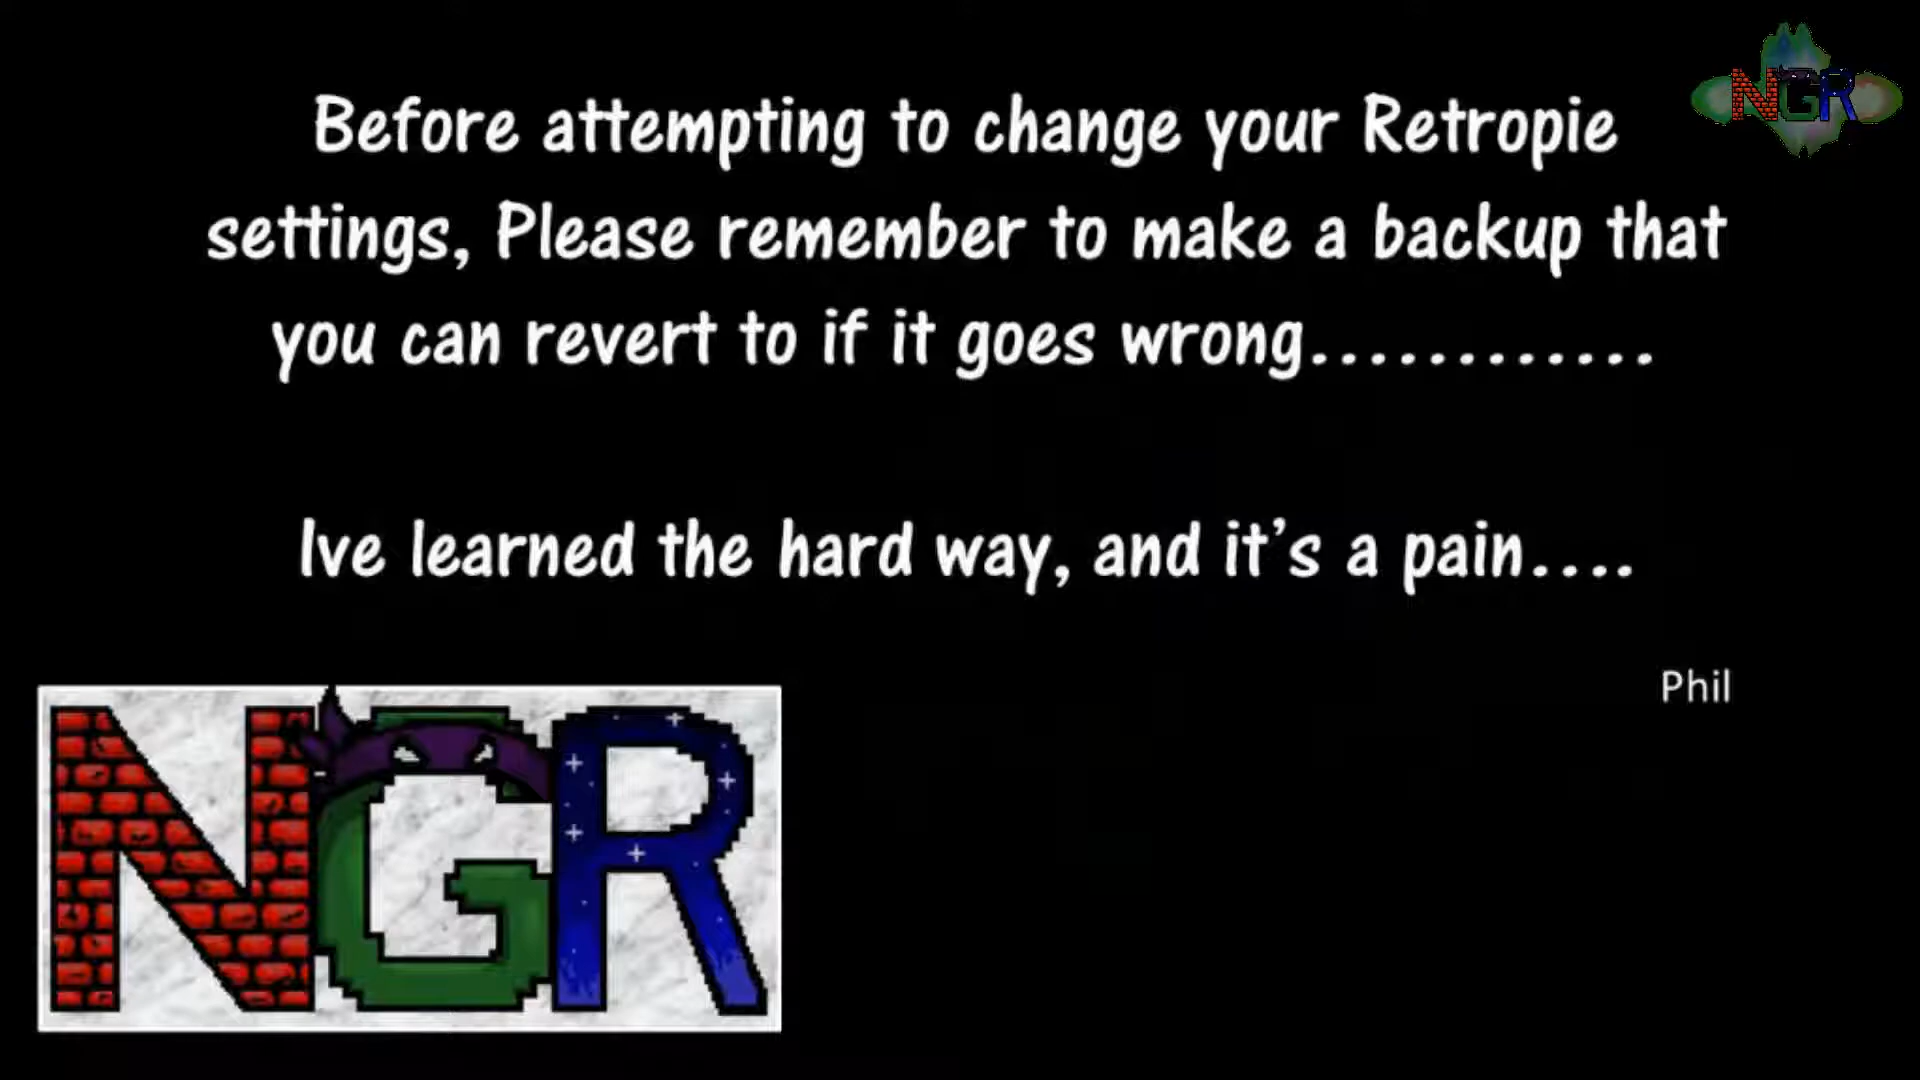 NGR
Before attempting to change your Retropie
settings, Please remember to make a backup that
you can revert to if it goes wrong............
Ive learned the hard way, and it’s a pain....
Phil
NGR